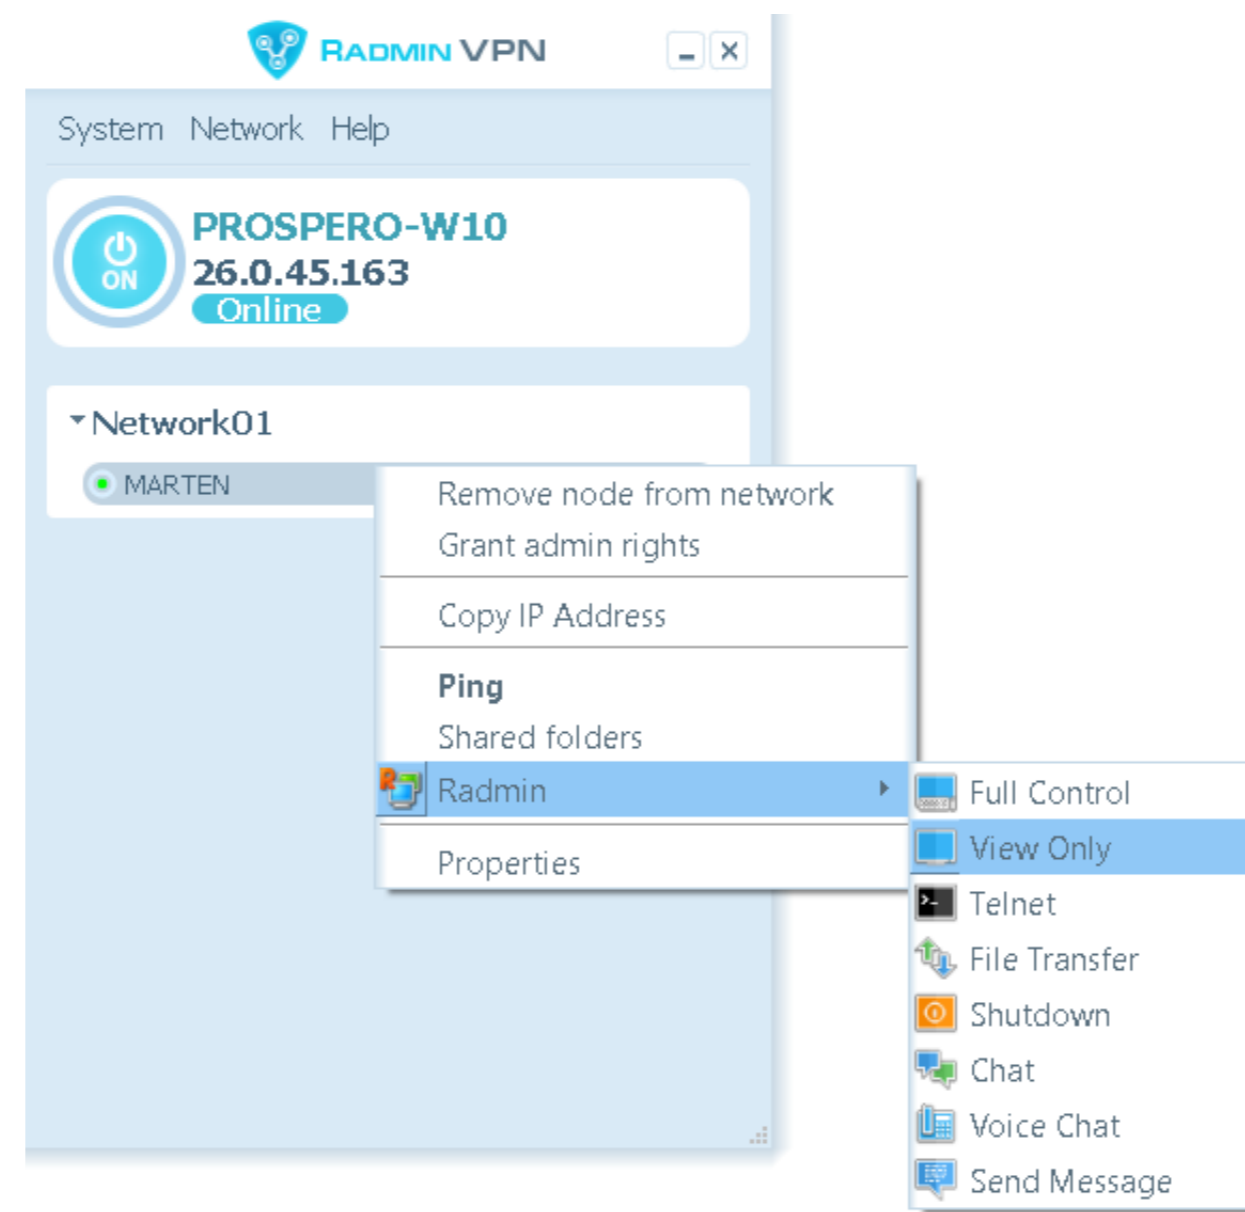 RADMIN VPN
System Network Help
ON
PROSPERO-W10
26.0.45.163
Online
Network01
MARTEN
Remove node from network
Grant admin rights
Copy IP Address
Ping
Shared folders
Radmin
Properties
Full Control
View Only
Telnet
File Transfer
Shutdown
Chat
Voice Chat
Send Message